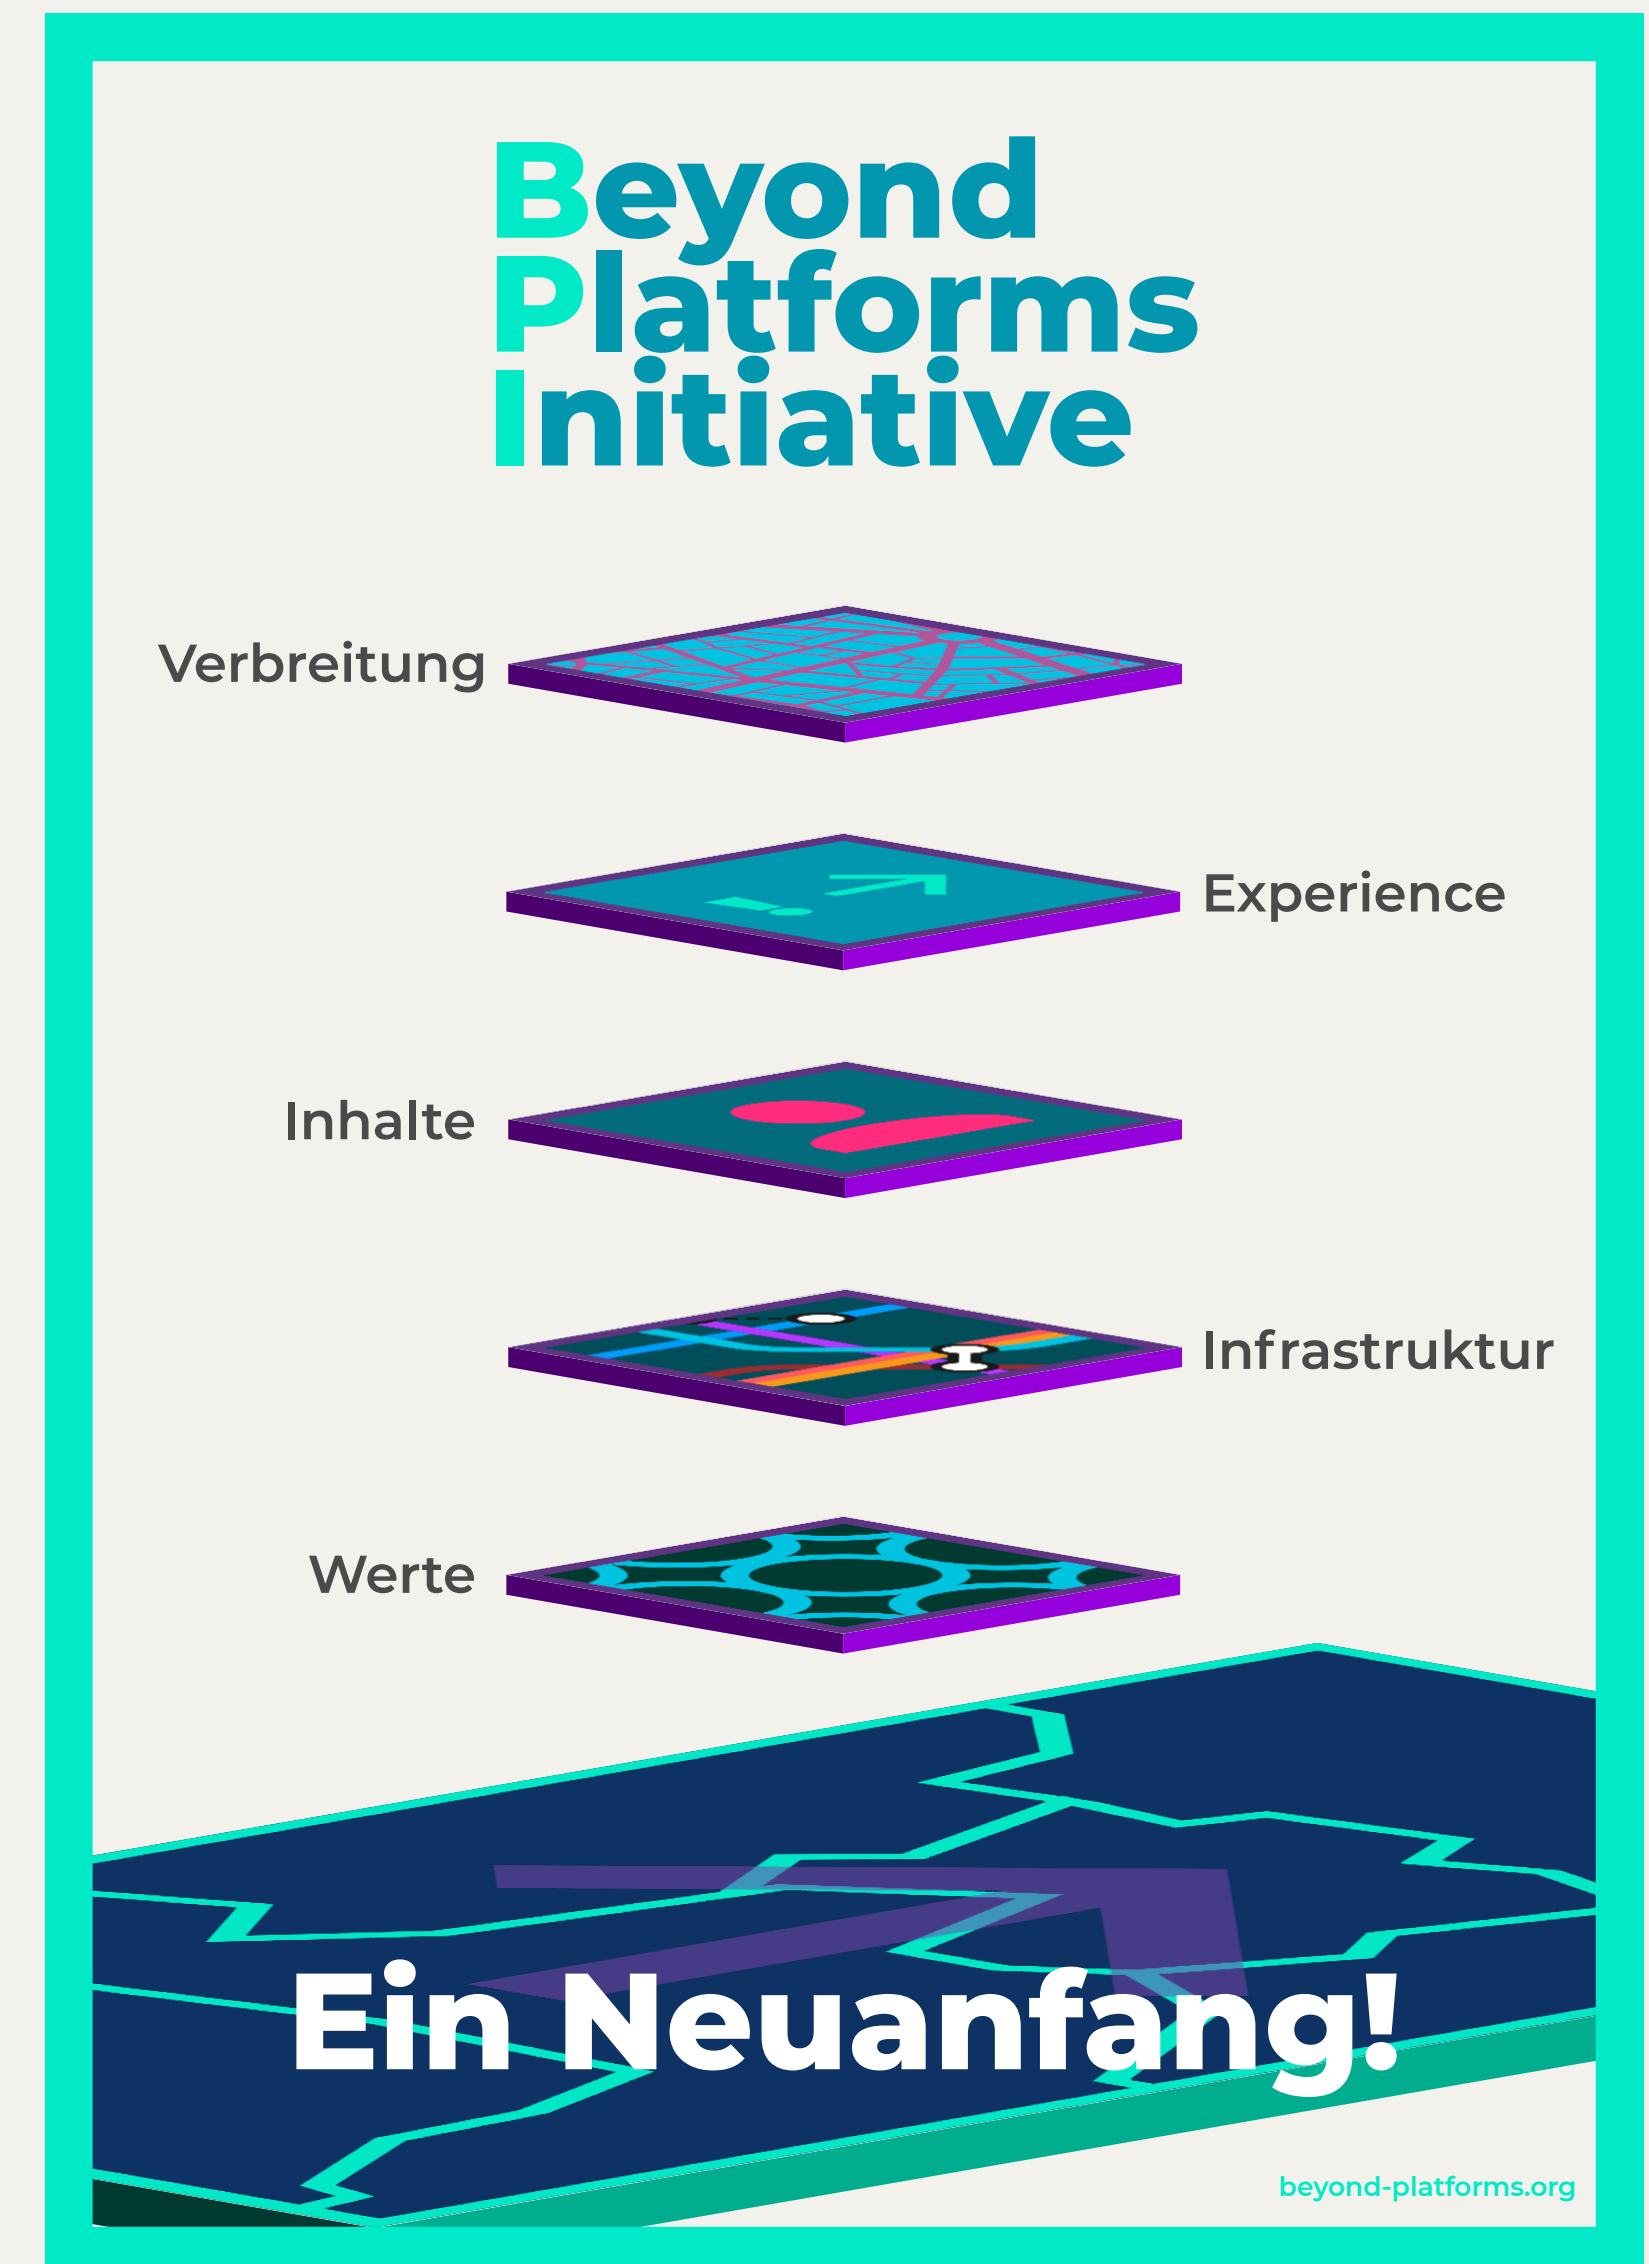 Beyond
Platforms
Initiative
Verbreitung
Experience
Inhalte
Infrastruktur
Werte
Ein Neuanfang!
beyond-platforms.org